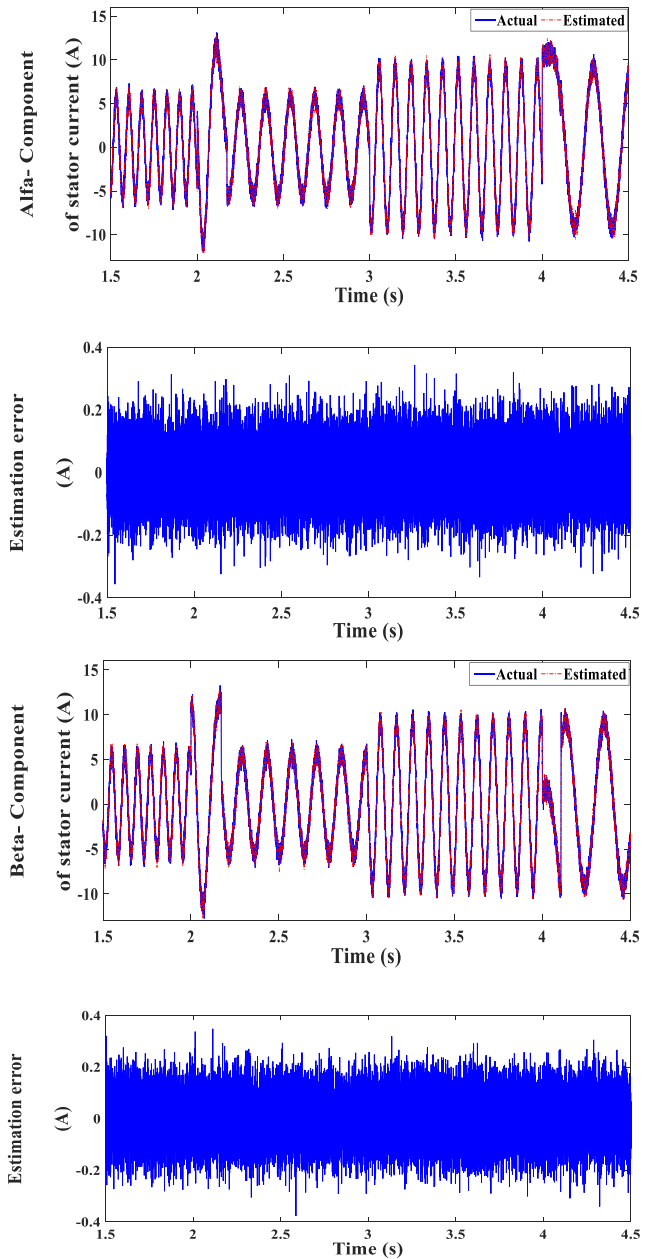 15
10
5
0
-5
-10
Alfa- Component
of stator current (A)
Actual Estimated
1.5 2 2.5 3 3.5 4 4.5
Time (s)
0.4
0.2
0
-0.2
-0.4
Estimation error
(A)
1.5 2 2.5 3 3.5 4 4.5
Time (s)
15
10
5
0
-5
-10
Beta- Component
of stator current (A)
Actual Estimated
1.5 2 2.5 3 3.5 4 4.5
Time (s)
0.4
0.2
0
-0.2
-0.4
Estimation error
(A)
1.5 2 2.5 3 3.5 4 4.5
Time (s)